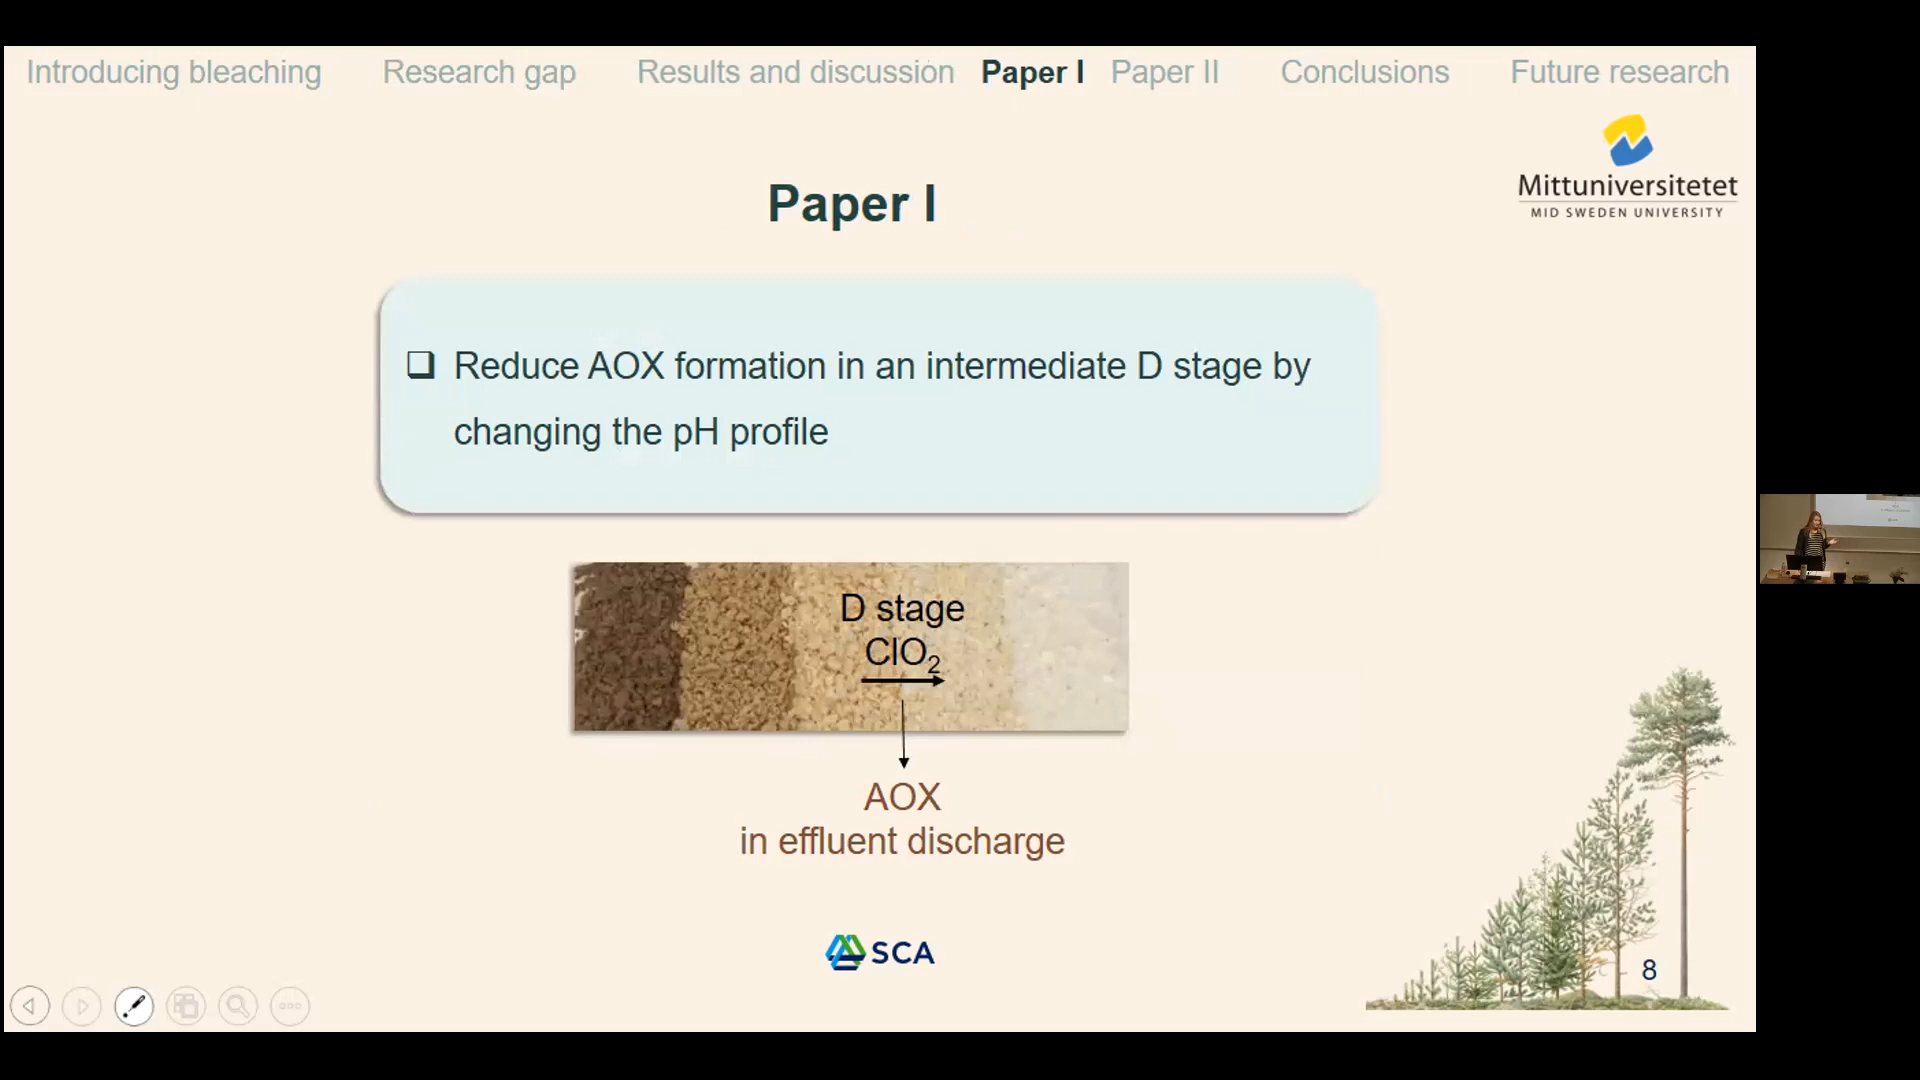 Introducing bleaching Research gap Results and discussion Paper I Paper II Conclusions Future research
Mittuniversitetet
MID SWEDEN UNIVERSITY
Paper I
Reduce AOX formation in an intermediate D stage by
changing the pH profile
D stage
ClO₂
AOX
in effluent discharge
SCA
8